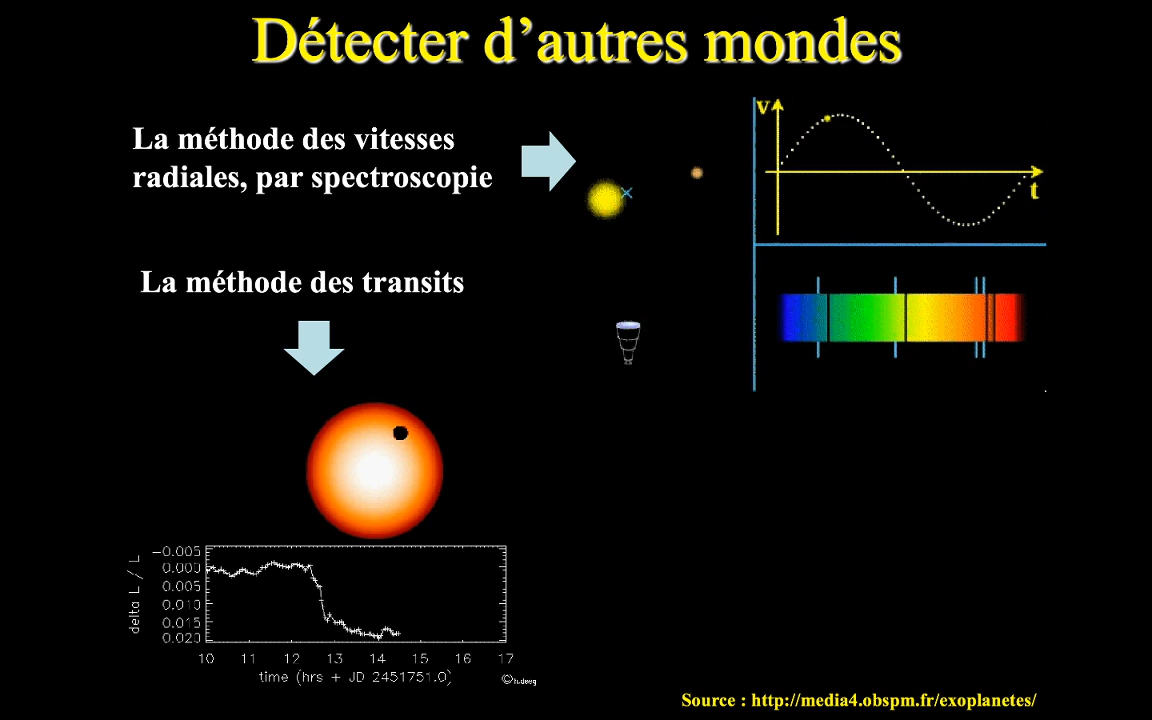 Détecter d’autres mondes
La méthode des vitesses
radiales, par spectroscopie
V
t
La méthode des transits
delta L / L
−0.005
0.000
0.005
0.010
0.015
0.020
10 11 12 13 14 15 16 17
time (hrs + JD 2451751.0)
©h.deeg
Source : http://media4.obspm.fr/exoplanetes/